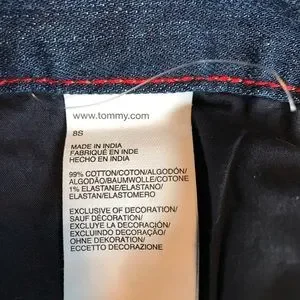 www.tommy.com
8S
MADE IN INDIA
FABRIQUÉ EN INDE
HECHO EN INDIA
99% COTTON/COTON/ALGODÓN/
ALGODÃO/BAUMWOLLE/COTONE
1% ELASTANE/ELASTANO/
ELASTAN/ELASTOMERO
EXCLUSIVE OF DECORATION/
SAUF DÉCORATION/
EXCLUYE LA DECORACIÓN/
EXCLUINDO DECORAÇÃO/
OHNE DEKORATION/
ECCETTO DECORAZIONE